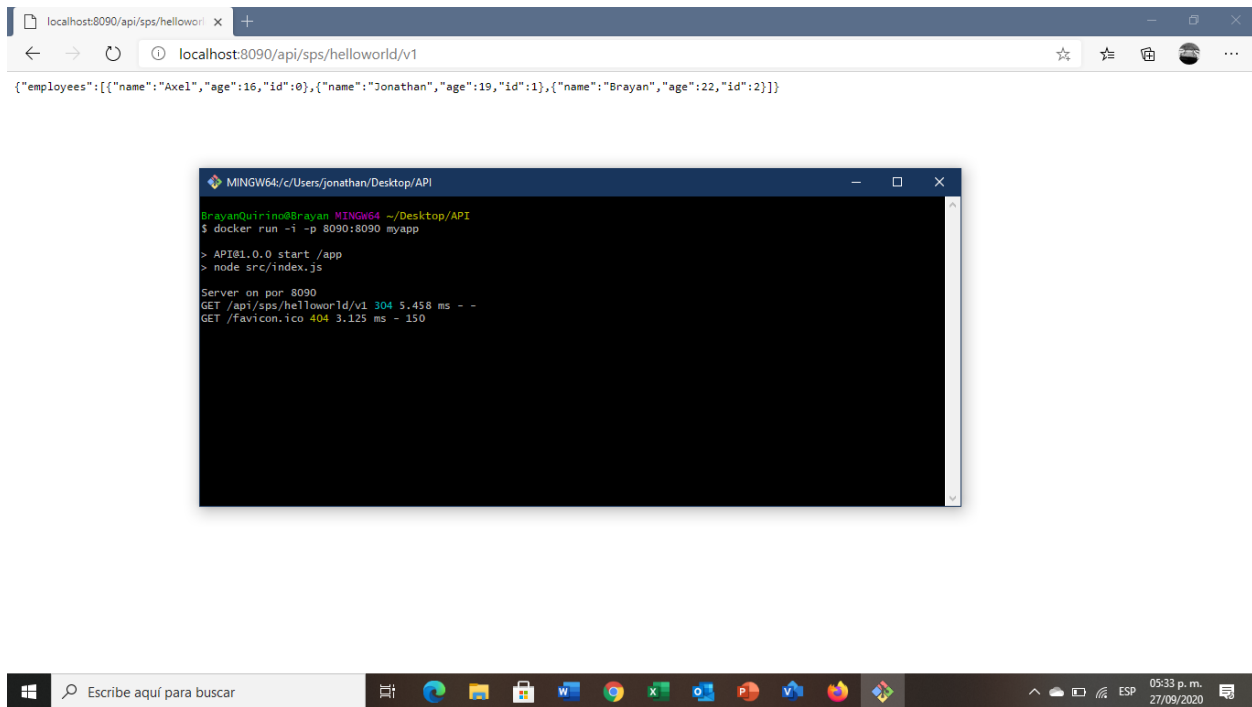 localhost:8090/api/sps/hellowor
localhost:8090/api/sps/helloworld/v1
{"employees":[{"name":"Axel","age":16,"id":0},{"name":"Jonathan","age":19,"id":1},{"name":"Brayan","age":22,"id":2}]}
MINGW64:/c/Users/jonathan/Desktop/API
BrayanQuirino@Brayan MINGW64 ~/Desktop/API
$ docker run -i -p 8090:8090 myapp
> API@1.0.0 start /app
> node src/index.js
Server on por 8090
GET /api/sps/helloworld/v1 304 5.458 ms - -
GET /favicon.ico 404 3.125 ms - 150
Escribe aquí para buscar
ESP
05:33 p. m.
27/09/2020